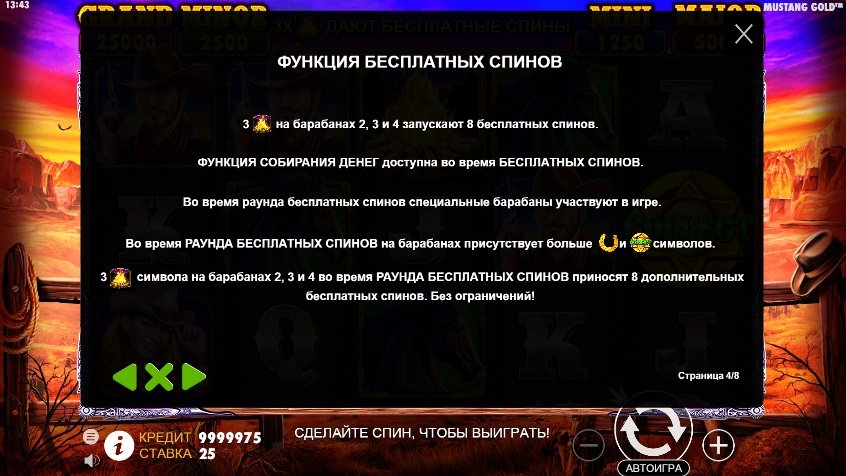 13:43
GRAND MINOR
3X ДАЮТ БЕСПЛАТНЫЕ СПИНЫ
MINI MAJOR
MUSTANG GOLD™
25000 2500
1250
ФУНКЦИЯ БЕСПЛАТНЫХ СПИНОВ
3 на барабанах 2, 3 и 4 запускают 8 бесплатных спинов.
ФУНКЦИЯ СОБИРАНИЯ ДЕНЕГ доступна во время БЕСПЛАТНЫХ СПИНОВ.
Во время раунда бесплатных спинов специальные барабаны участвуют в игре.
Во время РАУНДА БЕСПЛАТНЫХ СПИНОВ на барабанах присутствует больше и символов.
3 символа на барабанах 2, 3 и 4 во время РАУНДА БЕСПЛАТНЫХ СПИНОВ приносят 8 дополнительных
бесплатных спинов. Без ограничений!
Страница 4/8
КРЕДИТ 9999975
СТАВКА 25
СДЕЛАЙТЕ СПИН, ЧТОБЫ ВЫИГРАТЬ!
АВТОИГРА